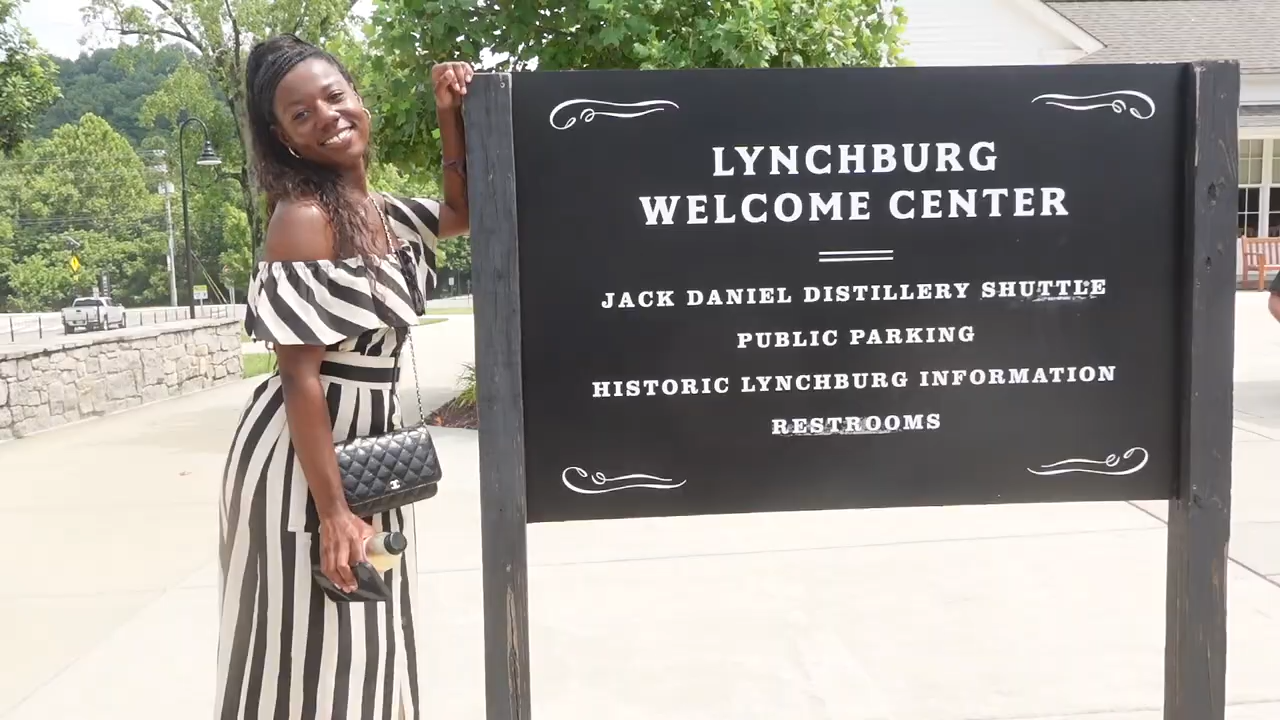 LYNCHBURG
WELCOME CENTER
JACK DANIEL DISTILLERY SHUTTLE
PUBLIC PARKING
HISTORIC LYNCHBURG INFORMATION
RESTROOMS